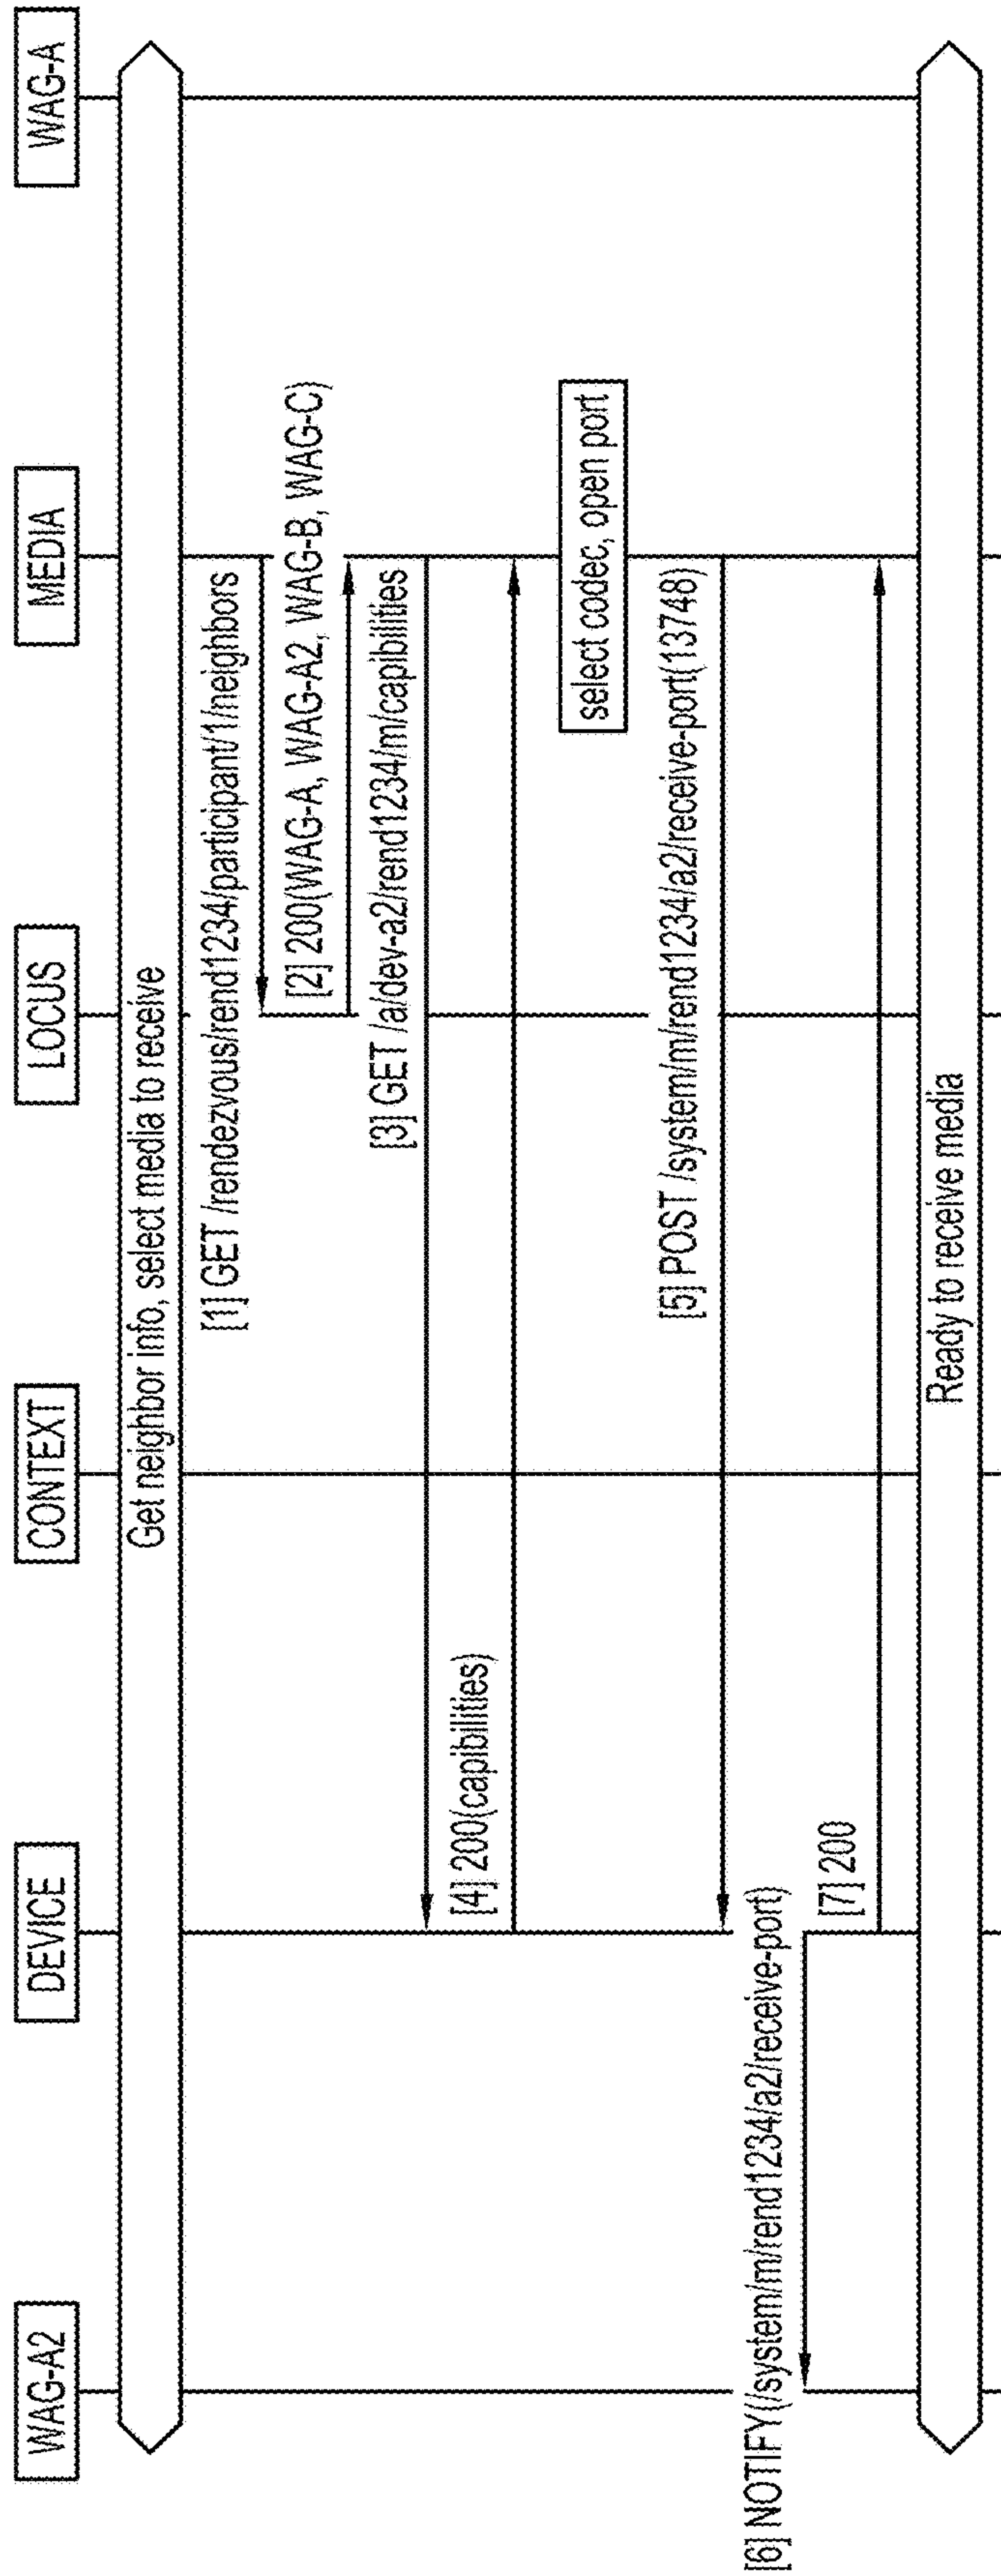 WAG-A2
DEVICE
CONTEXT
LOCUS
MEDIA
WAG-A
Get neighbor info, select media to receive
[1] GET /rendezvous/rend1234/participant/1/neighbors
[2] 200(WAG-A, WAG-A2, WAG-B, WAG-C)
[3] GET /a/dev-a2/rend1234/m/capibilities
[4] 200(capibilities)
select codec, open port
[5] POST /system/m/rend1234/a2/receive-port(13748)
[6] NOTIFY(/system/m/rend1234/a2/receive-port)
[7] 200
Ready to receive media